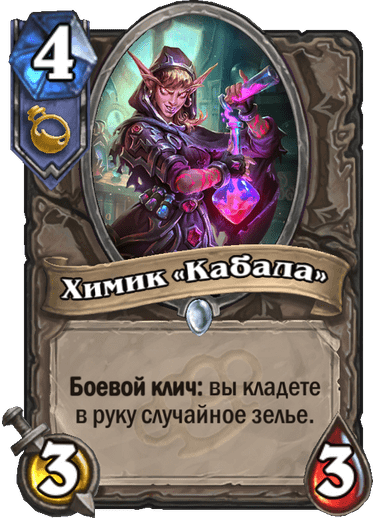 4
Химик «Кабала»
Боевой клич: вы кладете
в руку случайное зелье.
3
3